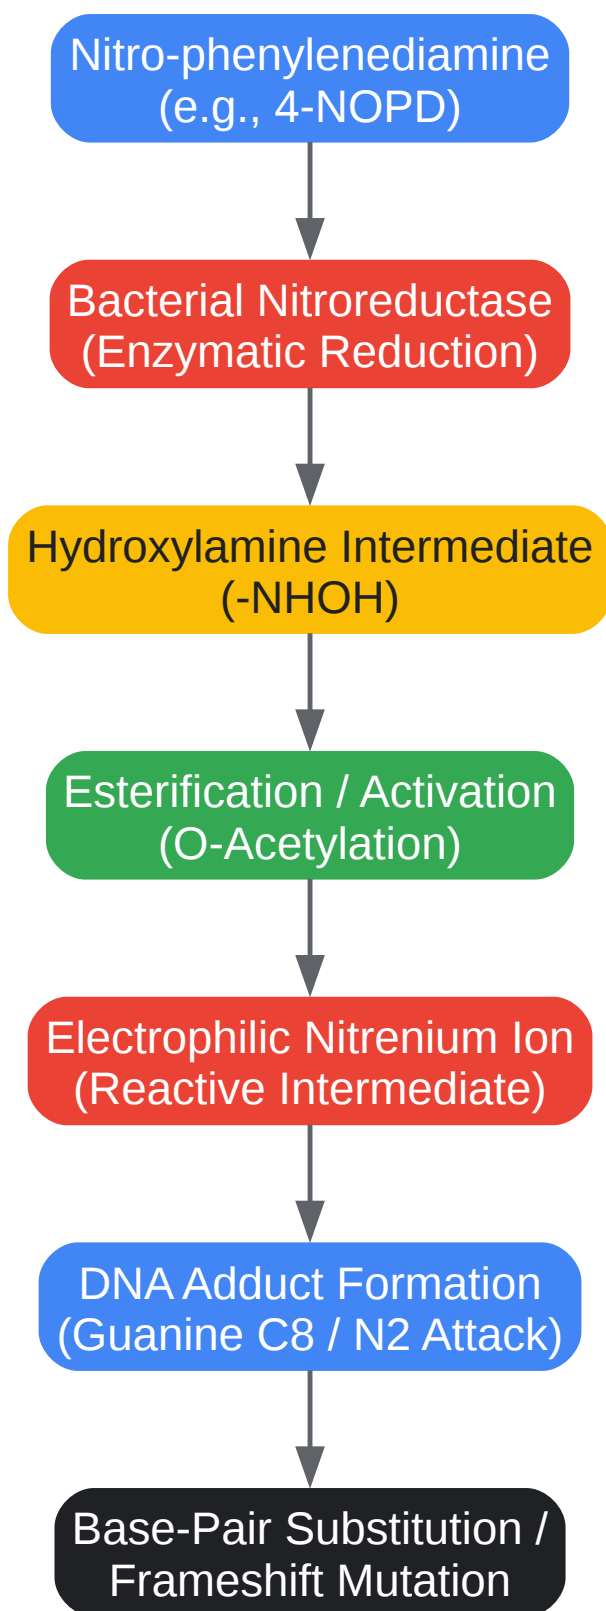 Nitro-phenylenediamine
(e.g., 4-NOPD)
Bacterial Nitroreductase
(Enzymatic Reduction)
Hydroxylamine Intermediate
(-NHOH)
Esterification / Activation
(O-Acetylation)
Electrophilic Nitrenium Ion
(Reactive Intermediate)
DNA Adduct Formation
(Guanine C8 / N2 Attack)
Base-Pair Substitution /
Frameshift Mutation